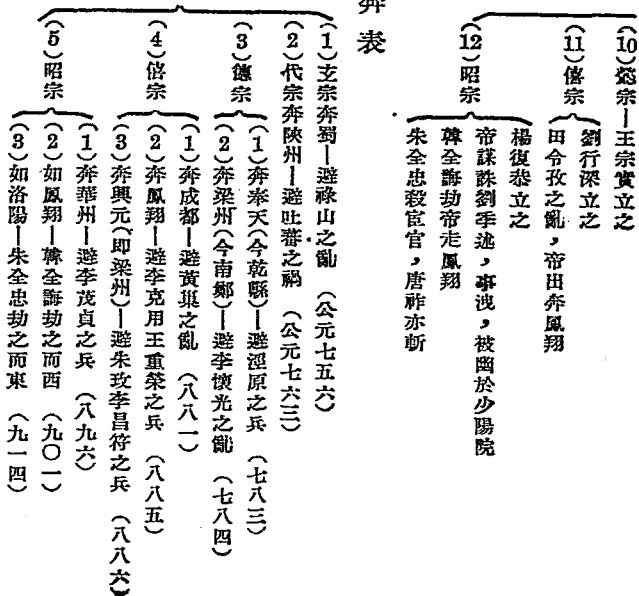 (10)懿宗—王宗實立之
(11)僖宗
劉行深立之
田令孜之亂，帝田奔鳳翔
(12)昭宗
楊復恭立之
帝謀誅劉季述，事洩，被幽於少陽院
韓全誨劫帝走鳳翔
朱全忠殺宦官，唐祚亦斬
奔表
(1)玄宗奔蜀—避祿山之亂 (公元七五六)
(2)代宗奔陝州—避吐蕃之禍 (公元七六三)
(3)德宗
(1)奔奉天(今乾縣)—避涇原之兵 (七八三)
(2)奔梁州(今南鄭)—避李懷光之亂 (七八四)
(4)僖宗
(1)奔成都—避黃巢之亂 (八八一)
(2)奔鳳翔—避李克用王重榮之兵 (八八五)
(3)奔興元(即梁州)—避朱玫李昌符之兵 (八八六)
(5)昭宗
(1)奔華州—避李茂貞之兵 (八九六)
(2)如鳳翔—韓全誨劫之而西 (九〇一)
(3)如洛陽—朱全忠劫之而東 (九一四)